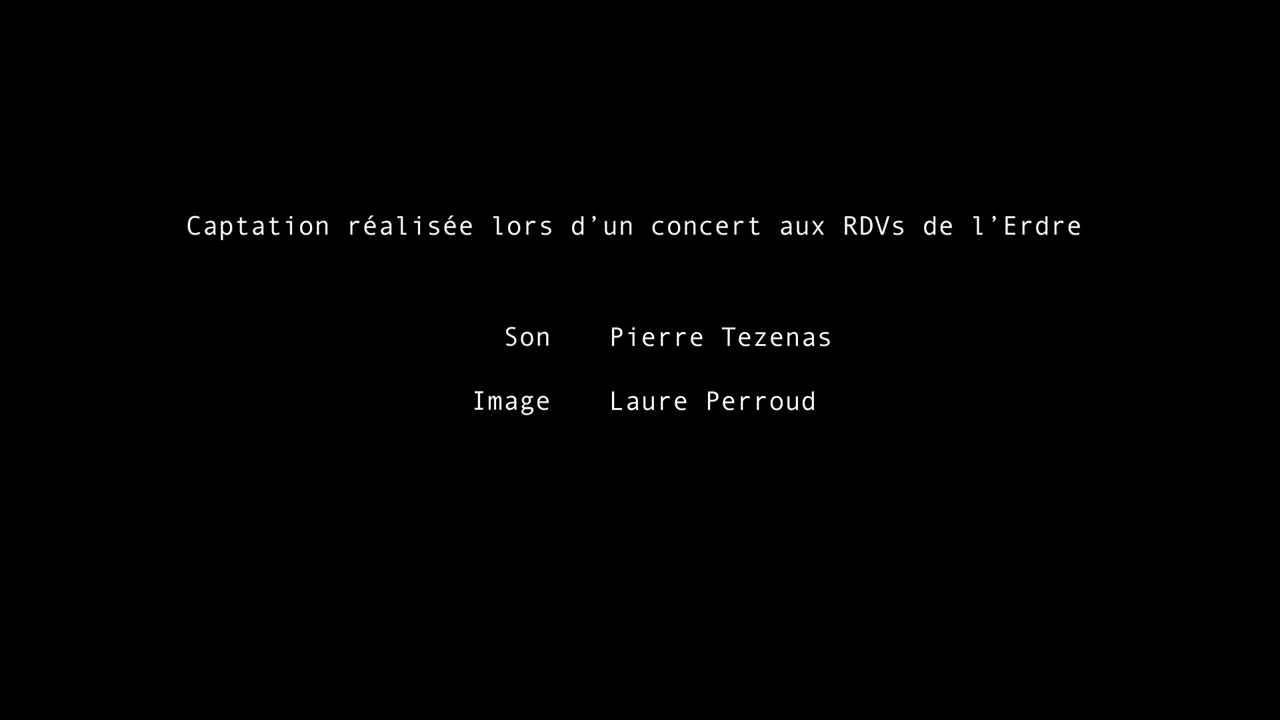 Captation réalisée lors d’un concert aux RDVs de l’Erdre
Son Pierre Tezenas
Image Laure Perroud